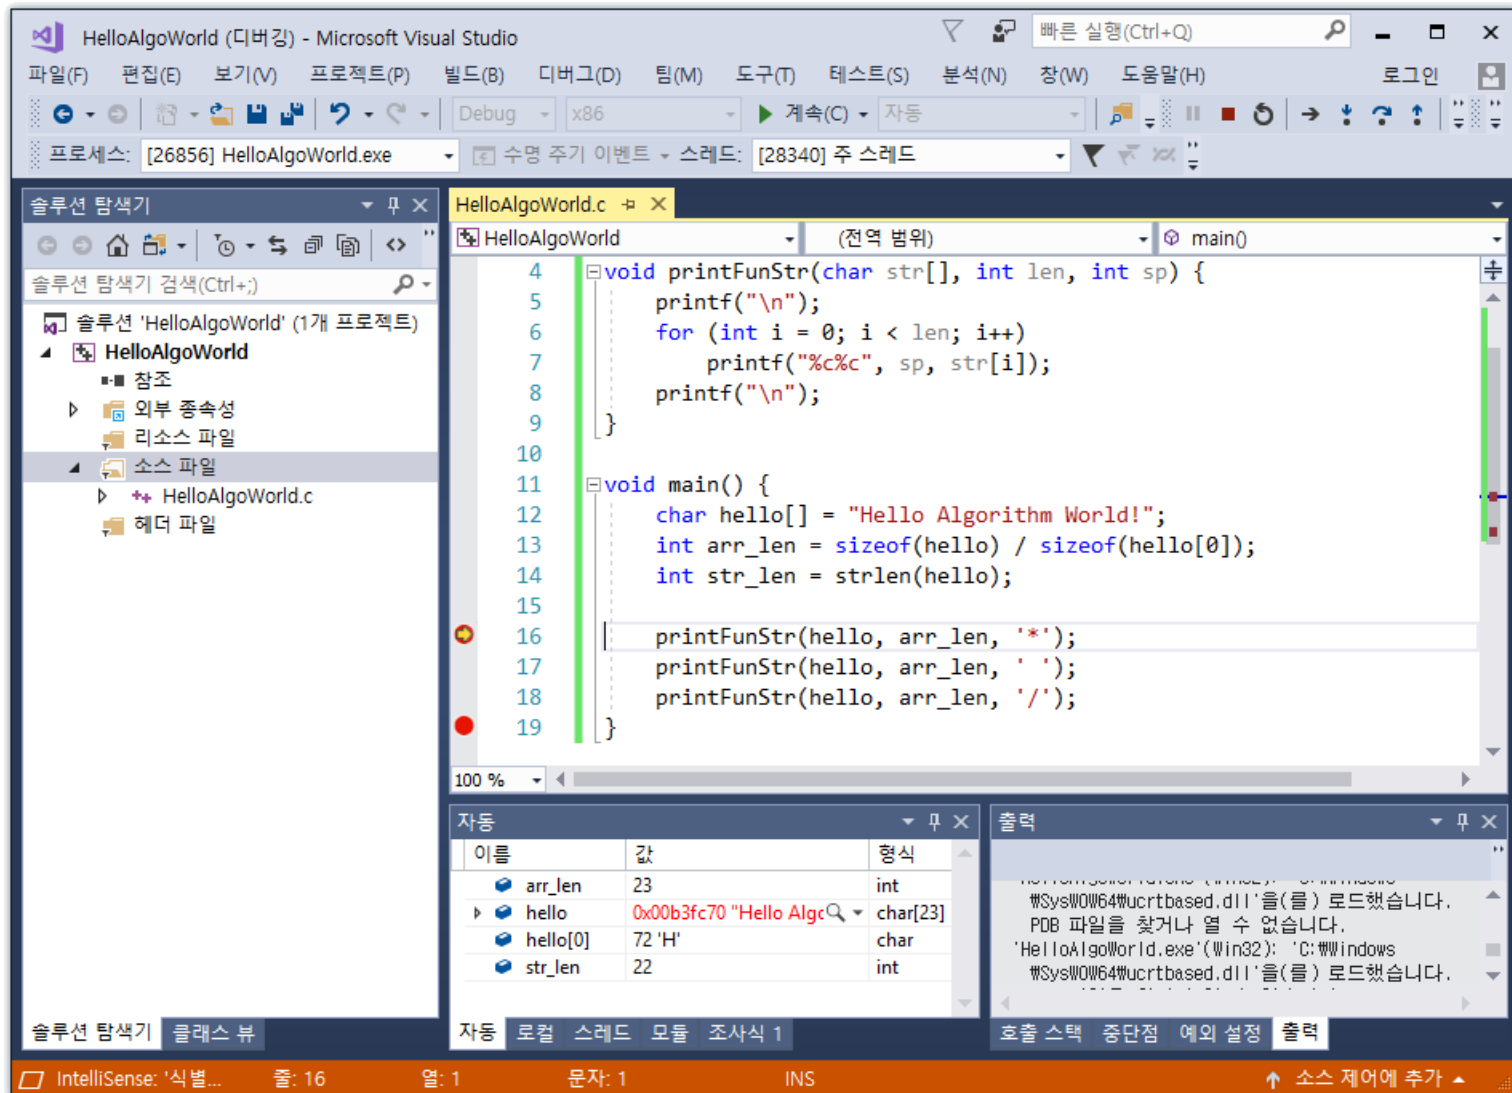 HelloAlgoWorld (디버깅) - Microsoft Visual Studio
빠른 실행(Ctrl+Q)
파일(F) 편집(E) 보기(V) 프로젝트(P) 빌드(B) 디버그(D) 팀(M) 도구(T) 테스트(S) 분석(N) 창(W) 도움말(H) 로그인
Debug x86 계속(C) 자동
프로세스: [26856] HelloAlgoWorld.exe 수명 주기 이벤트 스레드: [28340] 주 스레드
솔루션 탐색기
솔루션 탐색기 검색(Ctrl+;)
솔루션 'HelloAlgoWorld' (1개 프로젝트)
HelloAlgoWorld
참조
외부 종속성
리소스 파일
소스 파일
HelloAlgoWorld.c
헤더 파일
솔루션 탐색기 클래스 뷰
HelloAlgoWorld.c
HelloAlgoWorld (전역 범위) main()
4 void printFunStr(char str[], int len, int sp) {
5 printf("\n");
6 for (int i = 0; i < len; i++)
7 printf("%c%c", sp, str[i]);
8 printf("\n");
9 }
10
11 void main() {
12 char hello[] = "Hello Algorithm World!";
13 int arr_len = sizeof(hello) / sizeof(hello[0]);
14 int str_len = strlen(hello);
15
16 printFunStr(hello, arr_len, '*');
17 printFunStr(hello, arr_len, ' ');
18 printFunStr(hello, arr_len, '/');
19 }
100 %
자동
이름 값 형식
arr_len 23 int
hello 0x00b3fc70 "Hello Algo char[23]
hello[0] 72 'H' char
str_len 22 int
자동 로컬 스레드 모듈 조사식 1
출력
₩SysWOW64₩ucrtbased.dll'을(를) 로드했습니다.
PDB 파일을 찾거나 열 수 없습니다.
'HelloAlgoWorld.exe'(Win32): 'C:₩Windows
₩SysWOW64₩ucrtbased.dll'을(를) 로드했습니다.
호출 스택 중단점 예외 설정 출력
IntelliSense: '식별... 줄: 16 열: 1 문자: 1 INS 소스 제어에 추가